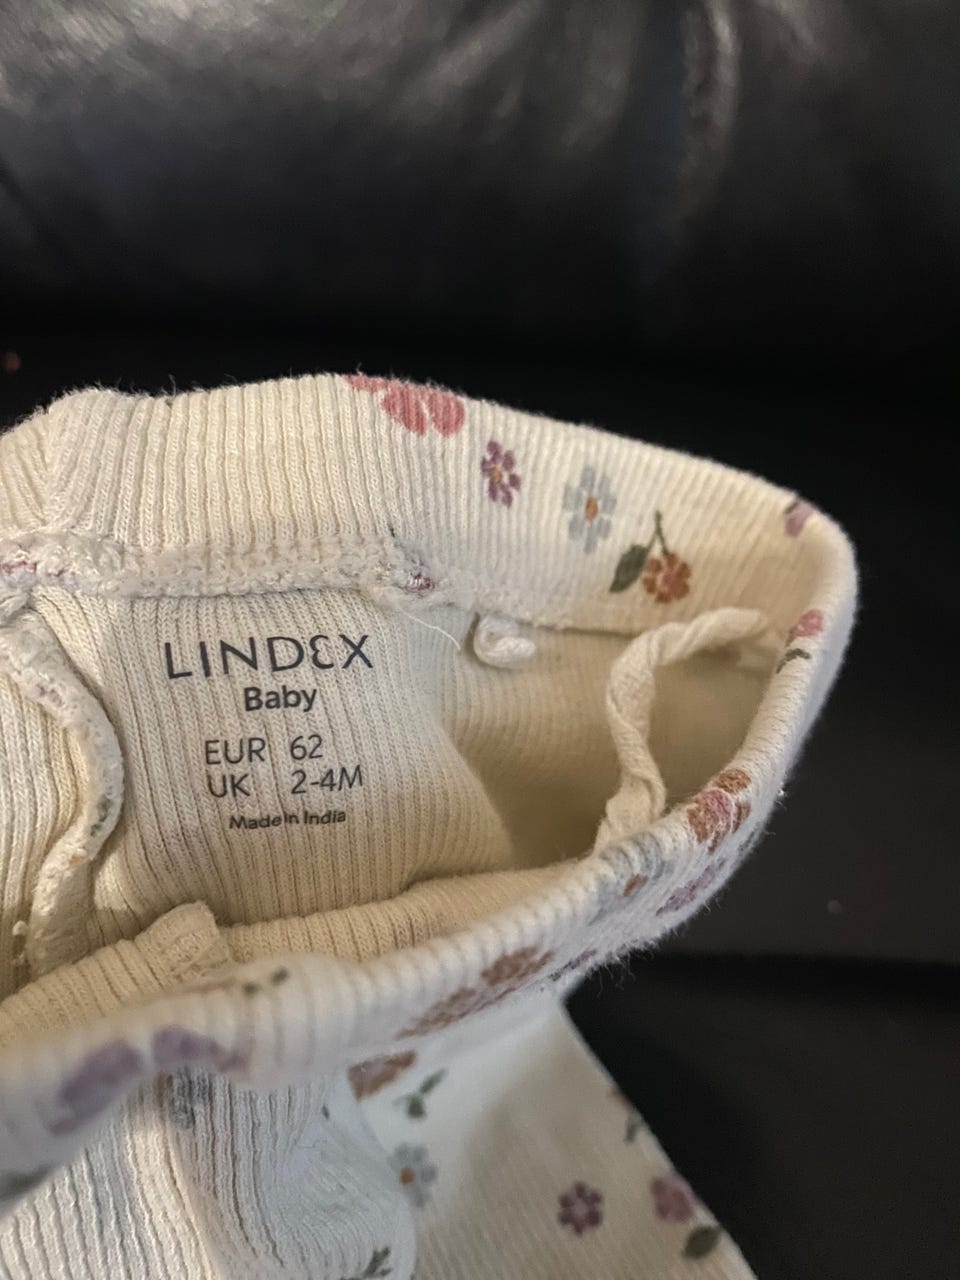 LINDEX
Baby
EUR 62
UK 2-4M
Made in India